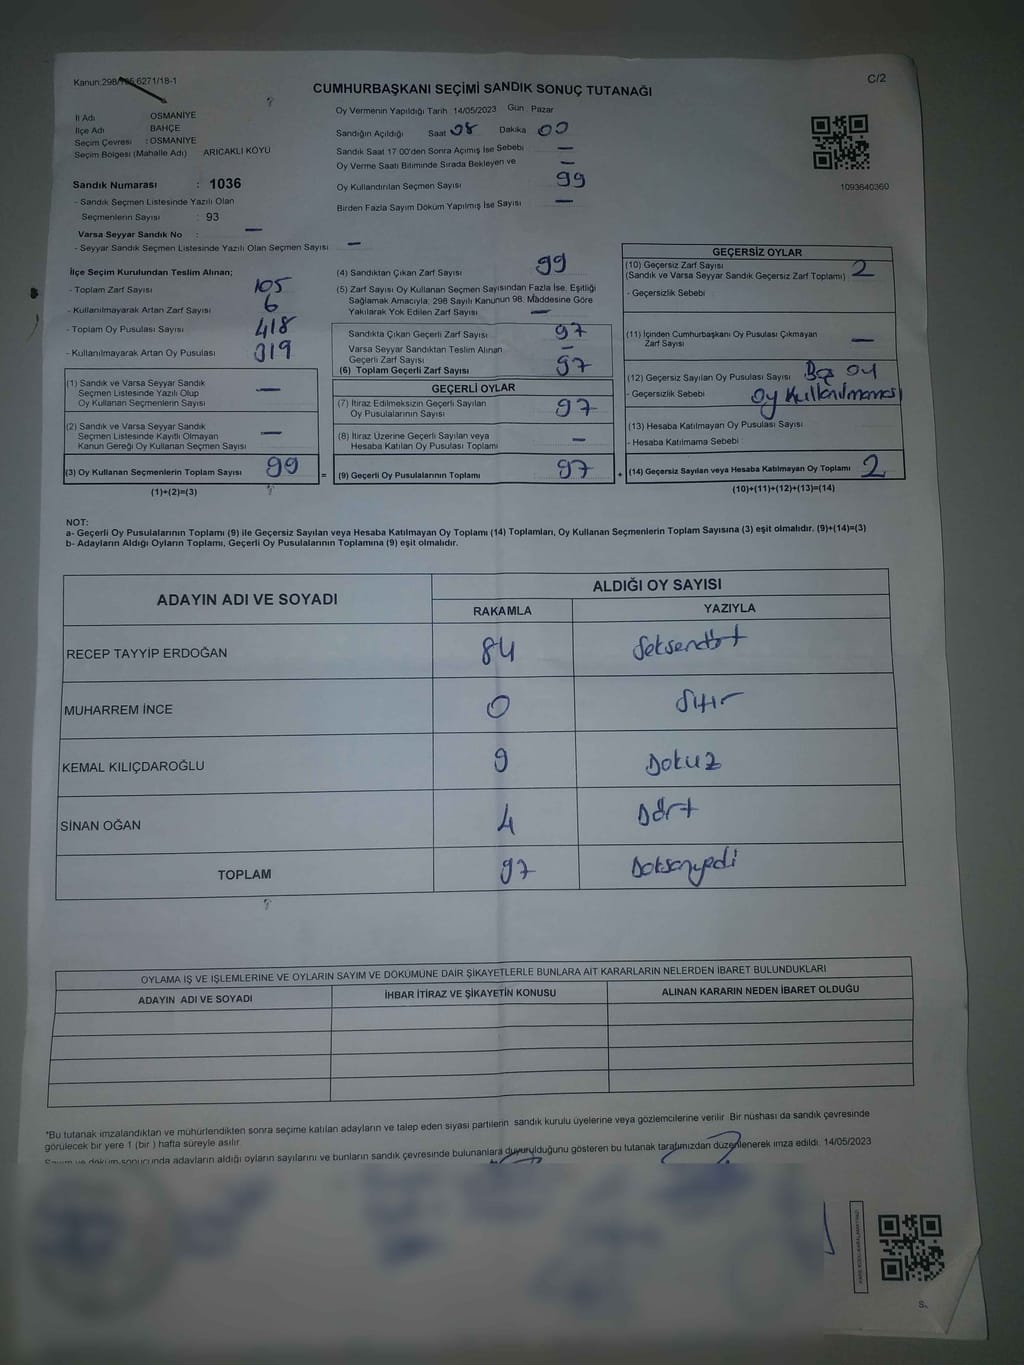 Kanun:298/ 6271/18-1
C/2
CUMHURBAŞKANI SEÇİMİ SANDIK SONUÇ TUTANAĞI
İl Adı OSMANİYE
İlçe Adı BAHÇE
Seçim Çevresi : OSMANİYE
Seçim Bölgesi (Mahalle Adı) ARICAKLI KÖYÜ
Sandık Numarası : 1036
- Sandık Seçmen Listesinde Yazılı Olan
Seçmenlerin Sayısı : 93
Varsa Seyyar Sandık No : —
- Seyyar Sandık Seçmen Listesinde Yazılı Olan Seçmen Sayısı —
Oy Vermenin Yapıldığı Tarih : 14/05/2023 Gün : Pazar
Sandığın Açıldığı Saat 08 Dakika 00
Sandık Saat 17.00'den Sonra Açımış İse Sebebi —
Oy Verme Saati Bitiminde Sırada Bekleyen ve —
Oy Kullandırılan Seçmen Sayısı 99
Birden Fazla Sayım Döküm Yapılmış İse Sayısı —
1093640360
İlçe Seçim Kurulundan Teslim Alınan;
- Toplam Zarf Sayısı 105
- Kullanılmayarak Artan Zarf Sayısı 6
- Toplam Oy Pusulası Sayısı 418
- Kullanılmayarak Artan Oy Pusulası 319
(1) Sandık ve Varsa Seyyar Sandık
Seçmen Listesinde Yazılı Olup
Oy Kullanan Seçmenlerin Sayısı —
(2) Sandık ve Varsa Seyyar Sandık
Seçmen Listesinde Kayıtlı Olmayan
Kanun Gereği Oy Kullanan Seçmen Sayısı —
(3) Oy Kullanan Seçmenlerin Toplam Sayısı 99 =
(1)+(2)=(3)
(4) Sandıktan Çıkan Zarf Sayısı 99
(5) Zarf Sayısı Oy Kullanan Seçmen Sayısından Fazla İse, Eşitliği
Sağlamak Amacıyla; 298 Sayılı Kanunun 98. Maddesine Göre
Yakılarak Yok Edilen Zarf Sayısı —
Sandıkta Çıkan Geçerli Zarf Sayısı 97
Varsa Seyyar Sandıktan Teslim Alınan
Geçerli Zarf Sayısı —
(6) Toplam Geçerli Zarf Sayısı 97
GEÇERLİ OYLAR
(7) İtiraz Edilmeksizin Geçerli Sayılan
Oy Pusulalarının Sayısı 97
(8) İtiraz Üzerine Geçerli Sayılan veya
Hesaba Katılan Oy Pusulası Toplamı —
(9) Geçerli Oy Pusulalarının Toplamı 97 +
GEÇERSİZ OYLAR
(10) Geçersiz Zarf Sayısı
(Sandık ve Varsa Seyyar Sandık Geçersiz Zarf Toplamı) 2
- Geçersizlik Sebebi
(11) İçinden Cumhurbaşkanı Oy Pusulası Çıkmayan
Zarf Sayısı —
(12) Geçersiz Sayılan Oy Pusulası Sayısı Boş Oy
- Geçersizlik Sebebi Oy Kullanılmaması
(13) Hesaba Katılmayan Oy Pusulası Sayısı
- Hesaba Katılmama Sebebi
(14) Geçersiz Sayılan veya Hesaba Katılmayan Oy Toplamı 2
(10)+(11)+(12)+(13)=(14)
NOT:
a- Geçerli Oy Pusulalarının Toplamı (9) ile Geçersiz Sayılan veya Hesaba Katılmayan Oy Toplamı (14) Toplamları, Oy Kullanan Seçmenlerin Toplam Sayısına (3) eşit olmalıdır. (9)+(14)=(3)
b- Adayların Aldığı Oyların Toplamı, Geçerli Oy Pusulalarının Toplamına (9) eşit olmalıdır.
ADAYIN ADI VE SOYADI ALDIĞI OY SAYISI
RAKAMLA YAZIYLA
RECEP TAYYİP ERDOĞAN 84 Seksendört
MUHARREM İNCE 0 Sıfır
KEMAL KILIÇDAROĞLU 9 Dokuz
SİNAN OĞAN 4 Dört
TOPLAM 97 Doksanyedi
OYLAMA İŞ VE İŞLEMLERİNE VE OYLARIN SAYIM VE DÖKÜMÜNE DAİR ŞİKAYETLERLE BUNLARA AİT KARARLARIN NELERDEN İBARET BULUNDUKLARI
ADAYIN ADI VE SOYADI İHBAR İTİRAZ VE ŞİKAYETİN KONUSU ALINAN KARARIN NEDEN İBARET OLDUĞU
*Bu tutanak imzalandıktan ve mühürlendikten sonra seçime katılan adayların ve talep eden siyasi partilerin sandık kurulu üyelerine veya gözlemcilerine verilir. Bir nüshası da sandık çevresinde
görülecek bir yere 1 (bir ) hafta süreyle asılır.
Sayım ve döküm sonucunda adayların aldığı oyların sayılarını ve bunların sandık çevresinde bulunanlara duyurulduğunu gösteren bu tutanak tarafımızdan düzenlenerek imza edildi. 14/05/2023